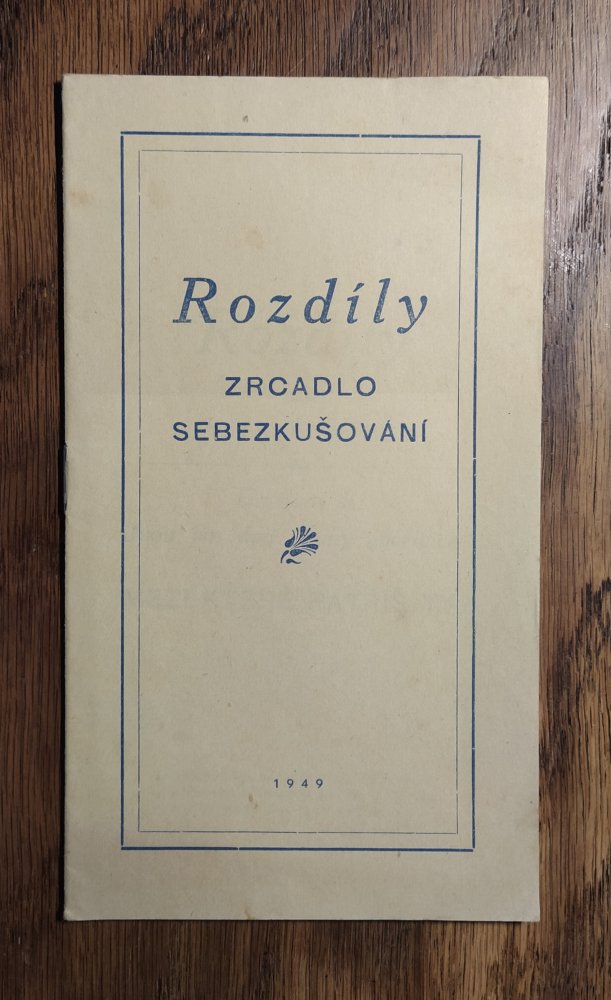 Rozdíly
ZRCADLO
SEBEZKUŠOVÁNÍ
1949